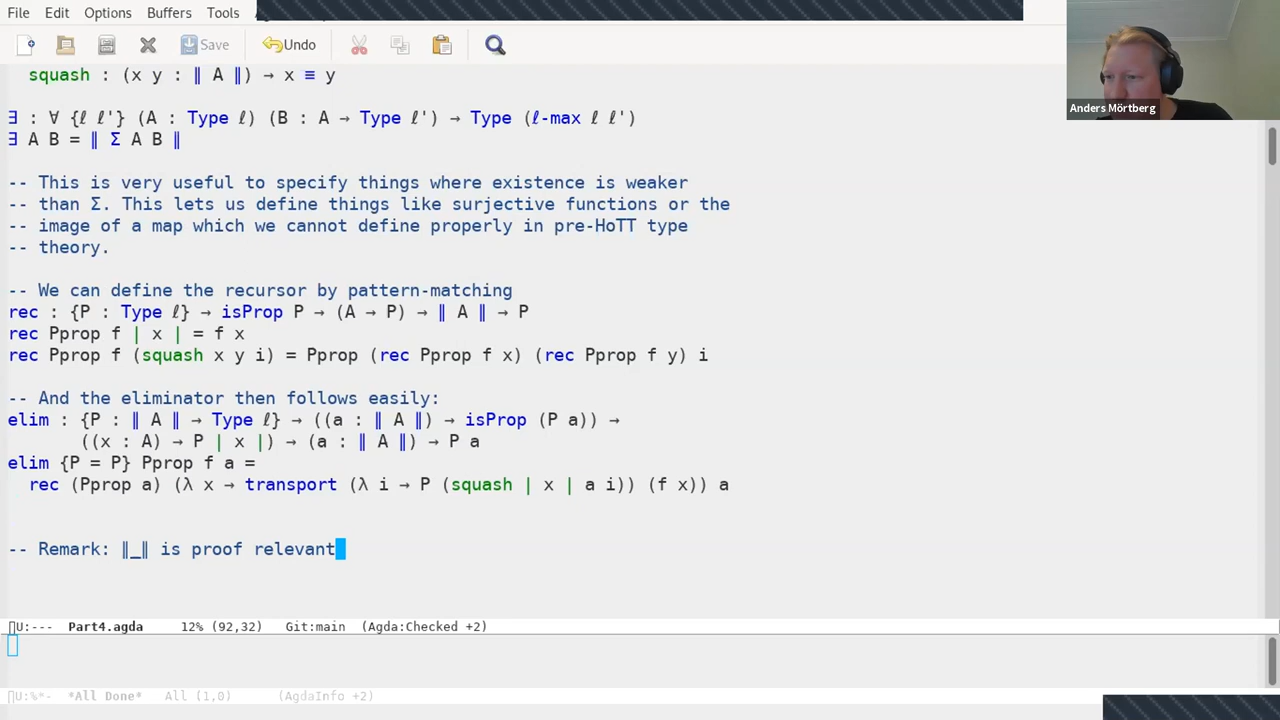 File Edit Options Buffers Tools
Save Undo
Anders Mörtberg
squash : (x y : ∥ A ∥) → x ≡ y
∃ : ∀ {ℓ ℓ'} (A : Type ℓ) (B : A → Type ℓ') → Type (ℓ-max ℓ ℓ')
∃ A B = ∥ Σ A B ∥
-- This is very useful to specify things where existence is weaker
-- than Σ. This lets us define things like surjective functions or the
-- image of a map which we cannot define properly in pre-HoTT type
-- theory.
-- We can define the recursor by pattern-matching
rec : {P : Type ℓ} → isProp P → (A → P) → ∥ A ∥ → P
rec Pprop f | x | = f x
rec Pprop f (squash x y i) = Pprop (rec Pprop f x) (rec Pprop f y) i
-- And the eliminator then follows easily:
elim : {P : ∥ A ∥ → Type ℓ} → ((a : ∥ A ∥) → isProp (P a)) →
((x : A) → P | x |) → (a : ∥ A ∥) → P a
elim {P = P} Pprop f a =
rec (Pprop a) (λ x → transport (λ i → P (squash | x | a i)) (f x)) a
-- Remark: ∥_∥ is proof relevant
U:--- Part4.agda 12% (92,32) Git:main (Agda:Checked +2)
U:%*- *All Done* All (1,0) (AgdaInfo +2)